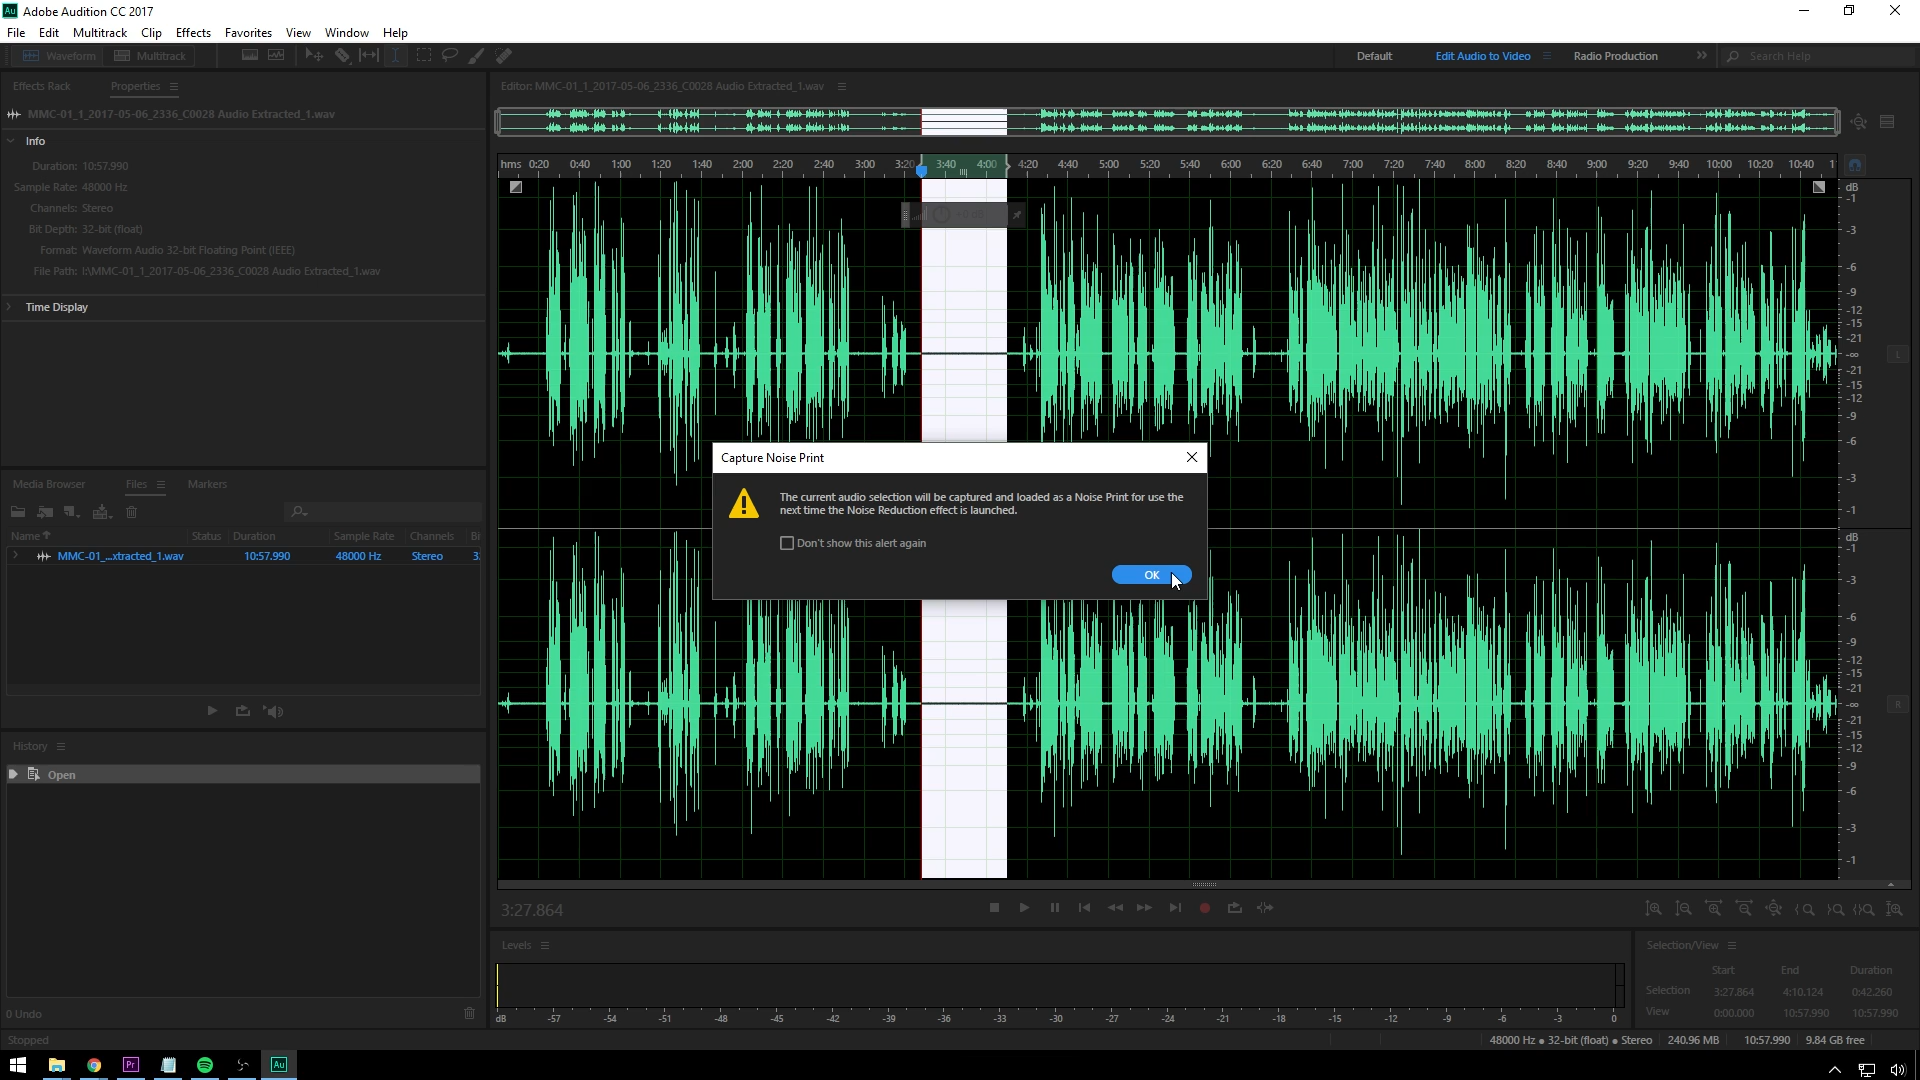 Adobe Audition CC 2017
File Edit Multitrack Clip Effects Favorites View Window Help
Waveform Multitrack Default Edit Audio to Video Radio Production Search Help
Effects Rack Properties
MMC-01_1_2017-05-06_2336_C0028 Audio Extracted_1.wav
Info
Duration: 10:57.990
Sample Rate: 48000 Hz
Channels: Stereo
Bit Depth: 32-bit (float)
Format: Waveform Audio 32-bit Floating Point (IEEE)
File Path: I:\MMC-01_1_2017-05-06_2336_C0028 Audio Extracted_1.wav
Time Display
Media Browser Files Markers
Name Status Duration Sample Rate Channels Bi
MMC-01_...xtracted_1.wav 10:57.990 48000 Hz Stereo 3
History
Open
0 Undo
Stopped
Editor: MMC-01_1_2017-05-06_2336_C0028 Audio Extracted_1.wav
hms 0:20 0:40 1:00 1:20 1:40 2:00 2:20 2:40 3:00 3:20 3:40 4:00 4:20 4:40 5:00 5:20 5:40 6:00 6:20 6:40 7:00 7:20 7:40 8:00 8:20 8:40 9:00 9:20 9:40 10:00 10:20 10:40 1
dB
-1
-3
-6
-9
-12
-15
-21
-∞
L
-21
-15
-12
-9
-6
-3
-1
dB
-1
-3
-6
-9
-12
-15
-21
-∞
R
-21
-15
-12
-9
-6
-3
-1
Capture Noise Print
The current audio selection will be captured and loaded as a Noise Print for use the
next time the Noise Reduction effect is launched.
Don't show this alert again
OK
3:27.864
Levels
dB -57 -54 -51 -48 -45 -42 -39 -36 -33 -30 -27 -24 -21 -18 -15 -12 -9 -6 -3 0
Selection/View
Start End Duration
Selection 3:27.864 4:10.124 0:42.260
View 0:00.000 10:57.990 10:57.990
48000 Hz • 32-bit (float) • Stereo 240.96 MB 10:57.990 9.84 GB free
Pr Au